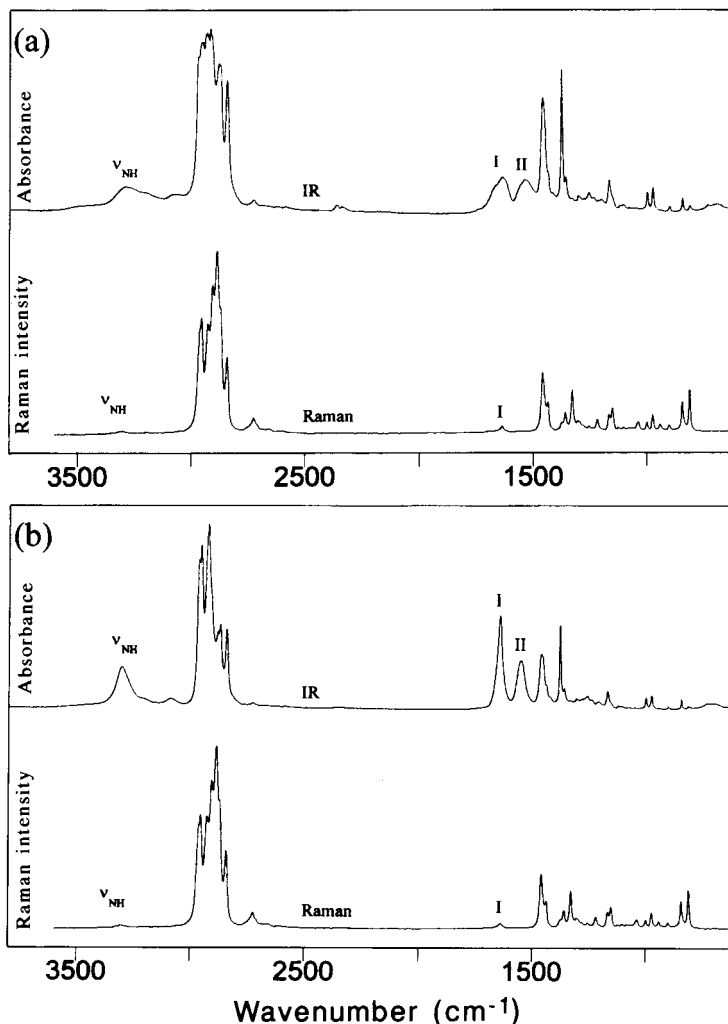 (a)
Absorbance
νNH
IR
I
II
Raman intensity
νNH
Raman
I
3500
2500
1500
(b)
Absorbance
νNH
IR
I
II
Raman intensity
νNH
Raman
I
3500
2500
1500
Wavenumber (cm⁻¹)